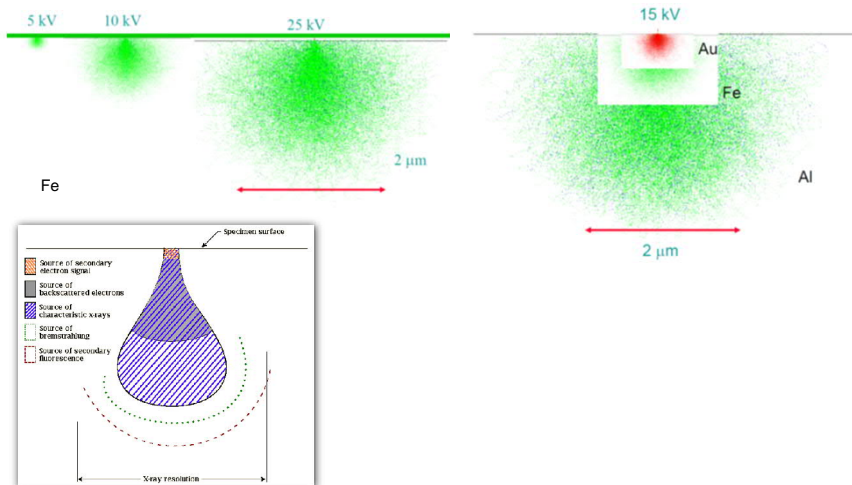 5 kV
10 kV
25 kV
2 µm
Fe
15 kV
Au
Fe
Al
2 µm
Specimen surface
Source of secondary
electron signal
Source of
backscattered electrons
Source of
characteristic x-rays
Source of
bremstrahlung
Source of secondary
fluorescence
X-ray resolution